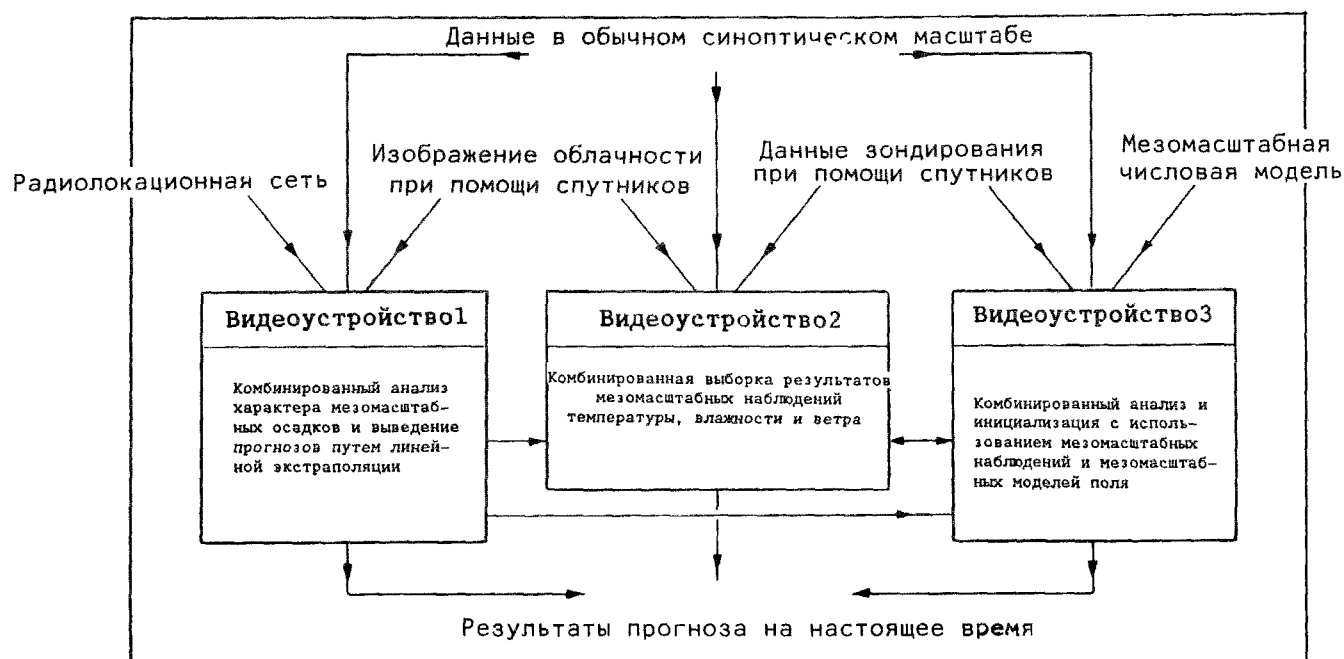 Данные в обычном синоптическом масштабе
Радиолокационная сеть
Изображение облачности
при помощи спутников
Данные зондирования
при помощи спутников
Мезомасштабная
числовая модель
Видеоустройство1
Комбинированный анализ
характера мезомасштаб-
ных осадков и выведение
прогнозов путем линей-
ной экстраполяции
Видеоустройство2
Комбинированная выборка результатов
мезомасштабных наблюдений
температуры, влажности и ветра
Видеоустройство3
Комбинированный анализ и
инициализация с исполь-
зованием мезомасштабных
наблюдений и мезомасштаб-
ных моделей поля
Результаты прогноза на настоящее время